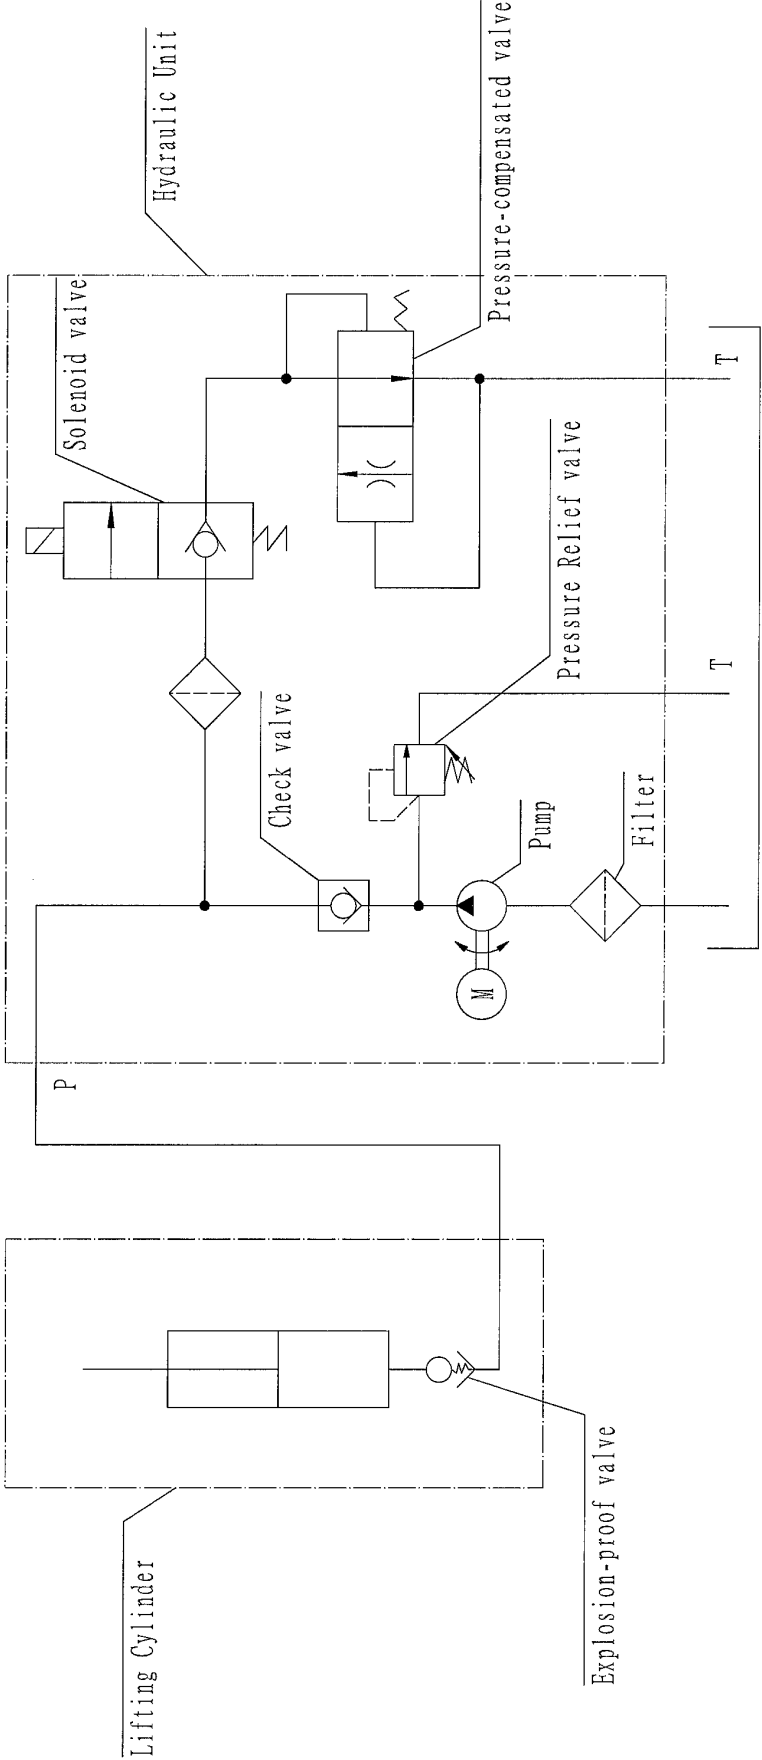 Hydraulic Unit
Pressure-compensated valve
Solenoid valve
T
Pressure Relief valve
T
Check valve
Pump
Filter
M
P
Lifting Cylinder
Explosion-proof valve